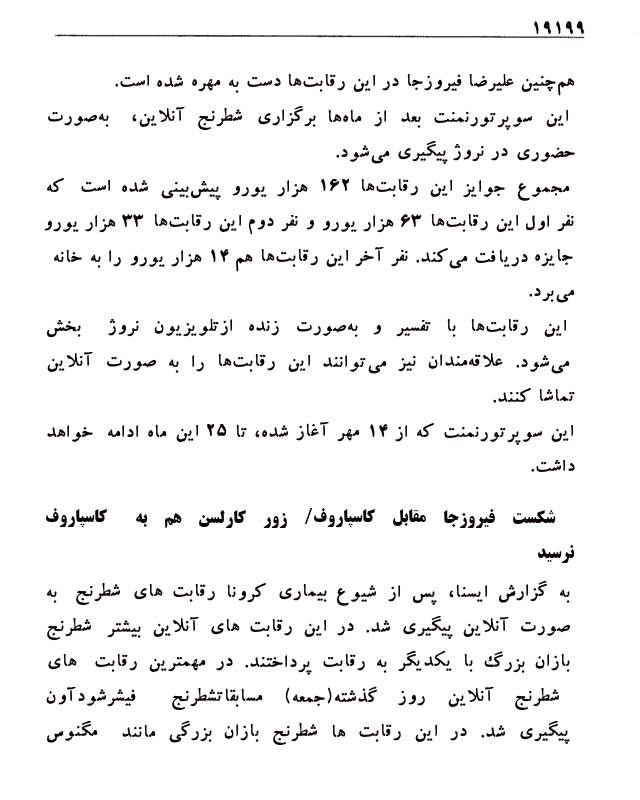 ۱۹۱۹۹
هم‌چنین علیرضا فیروزجا در این رقابت‌ها دست به مهره شده است.
این سوپرتورنمنت بعد از ماه‌ها برگزاری شطرنج آنلاین، به‌صورت
حضوری در نروژ پیگیری می‌شود.
مجموع جوایز این رقابت‌ها ۱۶۲ هزار یورو پیش‌بینی شده است که
نفر اول این رقابت‌ها ۶۳ هزار یورو و نفر دوم این رقابت‌ها ۳۳ هزار یورو
جایزه دریافت می‌کند. نفر آخر این رقابت‌ها هم ۱۴ هزار یورو را به خانه
می‌برد.
این رقابت‌ها با تفسیر و به‌صورت زنده ازتلویزیون نروژ بخش
می‌شود. علاقه‌مندان نیز می‌توانند این رقابت‌ها را به صورت آنلاین
تماشا کنند.
این سوپرتورنمنت که از ۱۴ مهر آغاز شده، تا ۲۵ این ماه ادامه خواهد
داشت.
شکست فیروزجا مقابل کاسپاروف/ زور کارلسن هم به کاسپاروف
نرسید
به گزارش ایسنا، پس از شیوع بیماری کرونا رقابت های شطرنج به
صورت آنلاین پیگیری شد. در این رقابت های آنلاین بیشتر شطرنج
بازان بزرگ با یکدیگر به رقابت پرداختند. در مهمترین رقابت های
شطرنج آنلاین روز گذشته(جمعه) مسابقاتشطرنج فیشرشودآون
پیگیری شد. در این رقابت ها شطرنج بازان بزرگی مانند مگنوس